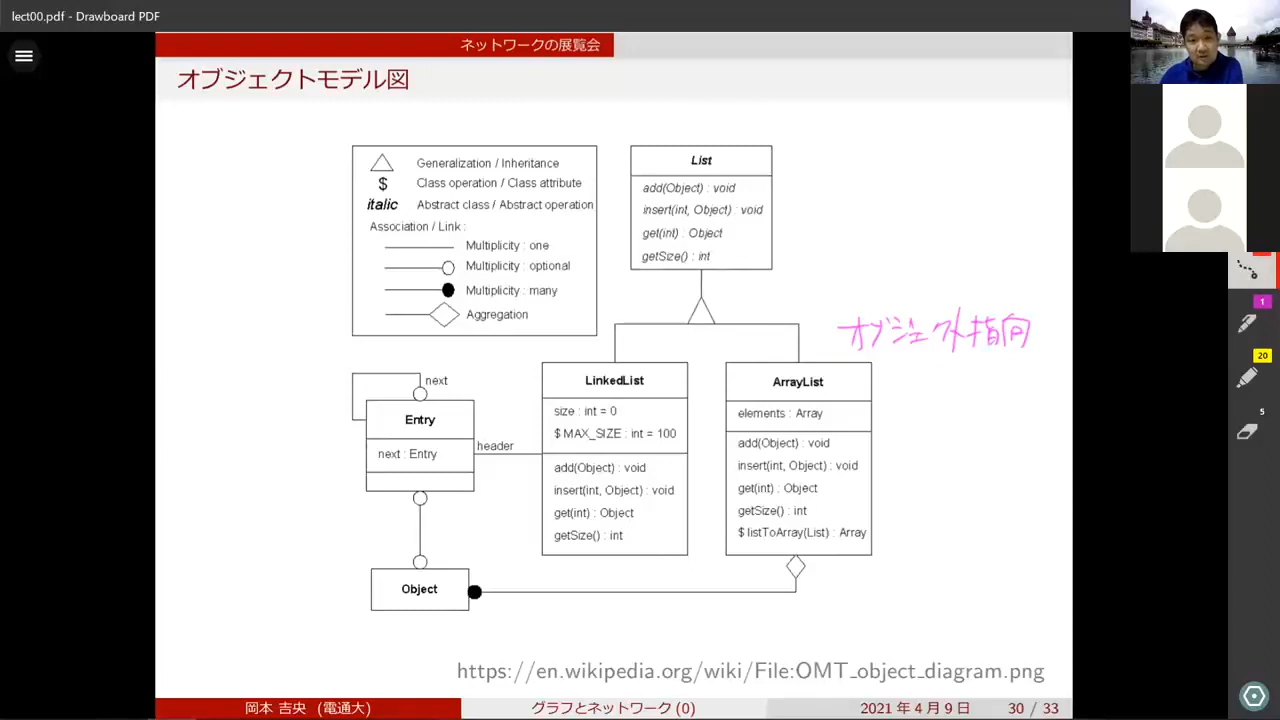 lect00.pdf - Drawboard PDF
ネットワークの展覧会
オブジェクトモデル図
Generalization / Inheritance
$ Class operation / Class attribute
italic Abstract class / Abstract operation
Association / Link :
Multiplicity : one
Multiplicity : optional
Multiplicity : many
Aggregation
List
add(Object) : void
insert(int, Object) : void
get(int) : Object
getSize() : int
オブジェクト指向
next
Entry
next : Entry
header
LinkedList
size : int = 0
$ MAX_SIZE : int = 100
add(Object) : void
insert(int, Object) : void
get(int) : Object
getSize() : int
ArrayList
elements : Array
add(Object) : void
insert(int, Object) : void
get(int) : Object
getSize() : int
$ listToArray(List) : Array
Object
https://en.wikipedia.org/wiki/File:OMT_object_diagram.png
岡本 吉央 (電通大)
グラフとネットワーク (0)
2021 年 4 月 9 日
30 / 33
1
20
5